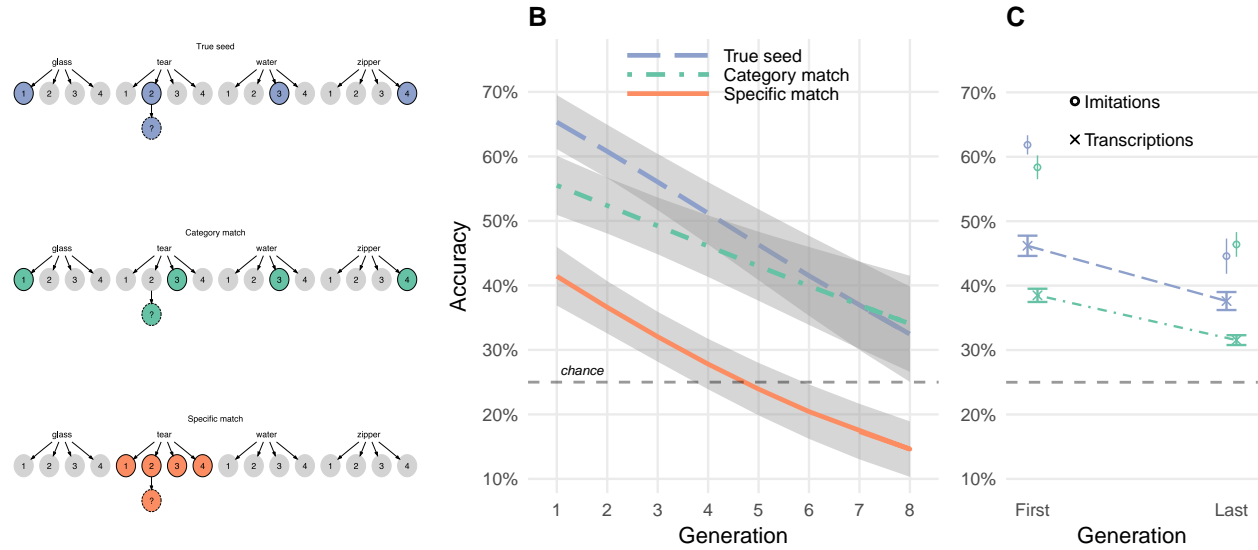 True seed
glass tear water zipper
1 2 3 4 1 2 3 4 1 2 3 4 1 2 3 4
?
Category match
glass tear water zipper
1 2 3 4 1 2 3 4 1 2 3 4 1 2 3 4
?
Specific match
glass tear water zipper
1 2 3 4 1 2 3 4 1 2 3 4 1 2 3 4
?
B
True seed
Category match
Specific match
Accuracy
70%
60%
50%
40%
30%
20%
10%
chance
1 2 3 4 5 6 7 8
Generation
C
Imitations
Transcriptions
70%
60%
50%
40%
30%
20%
10%
First Last
Generation